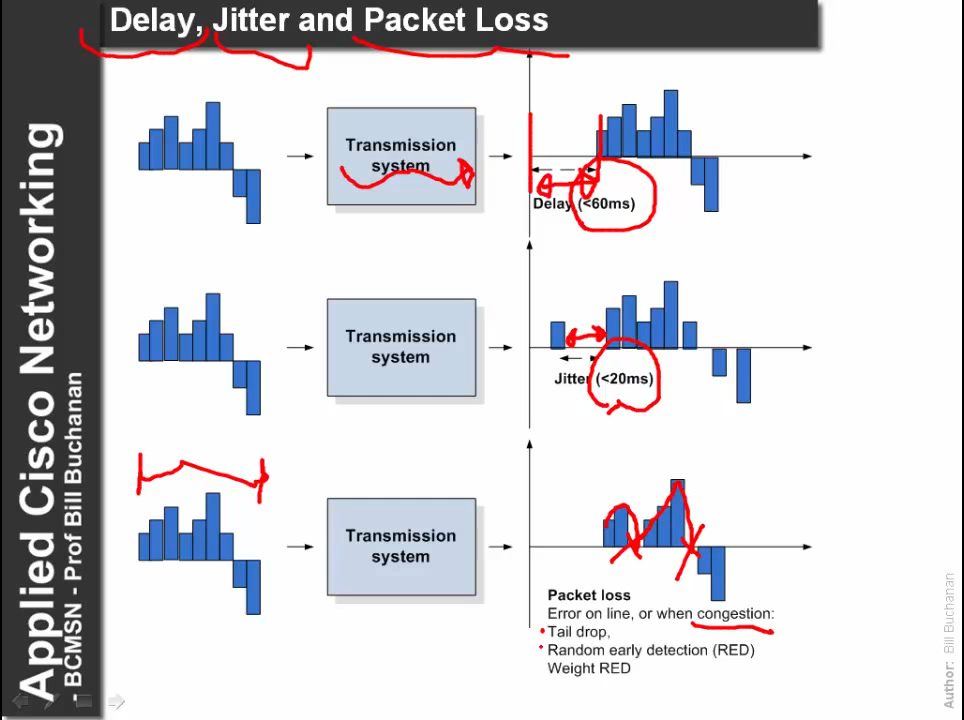 Delay, Jitter and Packet Loss
Applied Cisco Networking
- BCMSN - Prof Bill Buchanan
Transmission
system
Delay (<60ms)
Transmission
system
Jitter (<20ms)
Transmission
system
Packet loss
Error on line, or when congestion:
Tail drop,
Random early detection (RED)
Weight RED
Author: Bill Buchanan